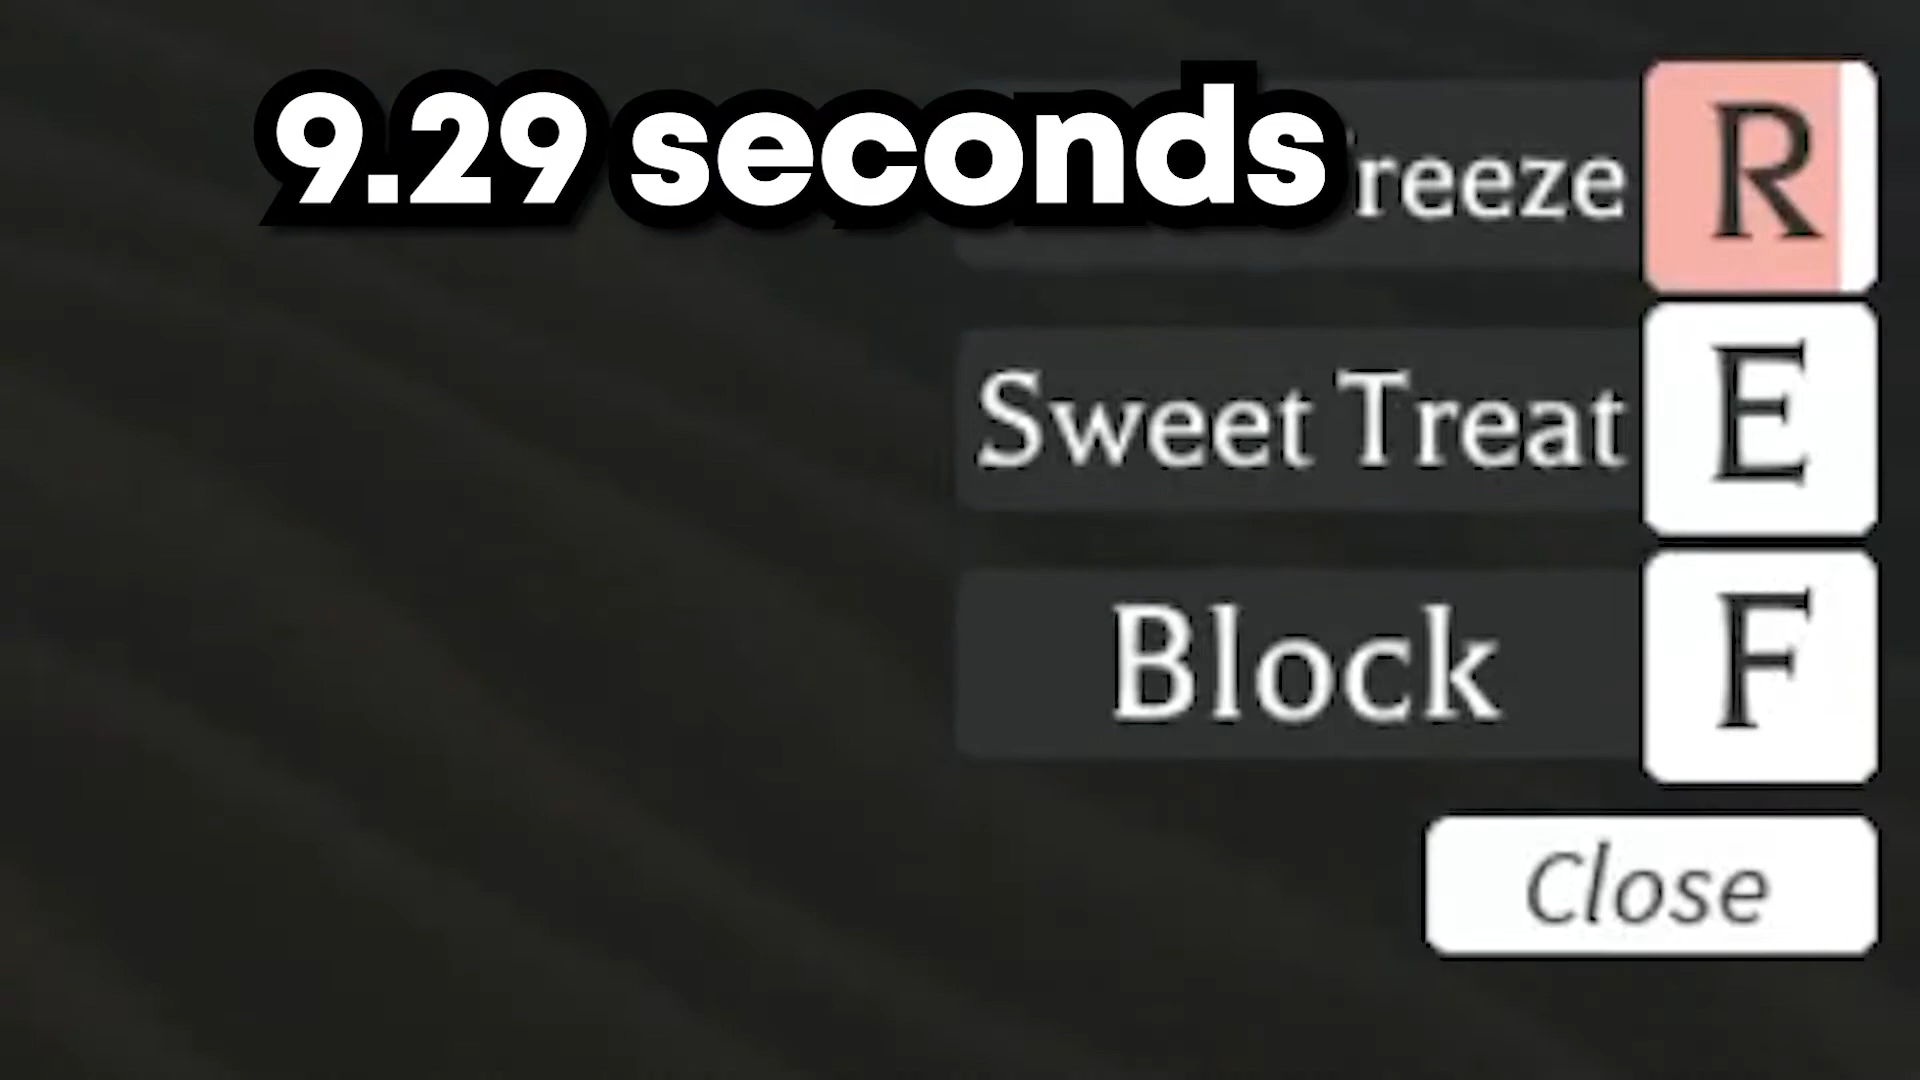 9.29 seconds
reeze R
Sweet Treat E
Block F
Close